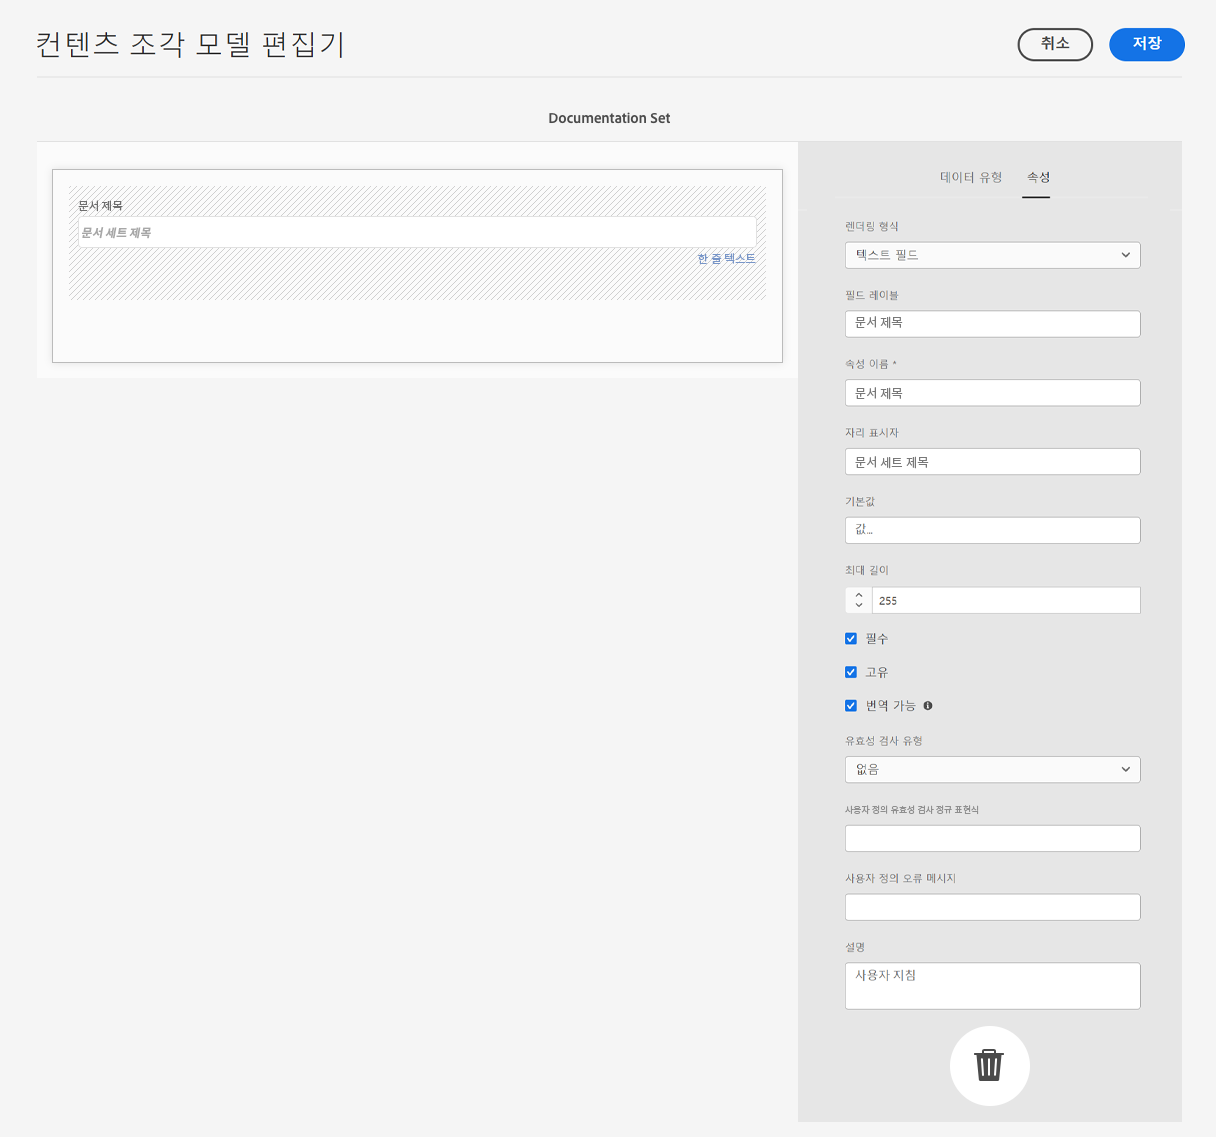 컨텐츠 조각 모델 편집기
취소
저장
Documentation Set
문서 제목
문서 세트 제목
한 줄 텍스트
데이터 유형
속성
렌더링 형식
텍스트 필드
필드 레이블
문서 제목
속성 이름 *
문서 제목
자리 표시자
문서 세트 제목
기본값
값...
최대 길이
255
필수
고유
번역 가능
유효성 검사 유형
없음
사용자 정의 유효성 검사 정규 표현식
사용자 정의 오류 메시지
설명
사용자 지침